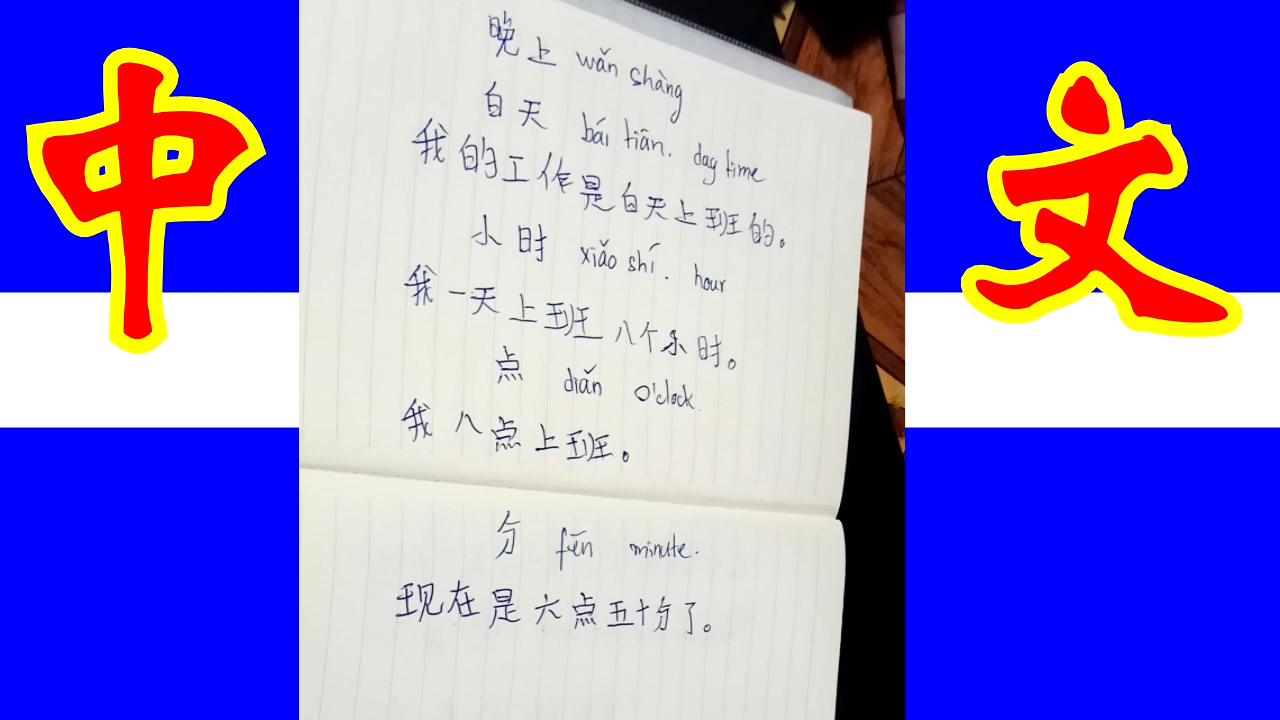 中文
晚上 wǎn shàng
白天 bái tiān. day time
我的工作是白天上班的。
小时 xiǎo shí. hour
我一天上班八个小时。
点 diǎn O'clock.
我八点上班。
分 fēn minute.
现在是六点五十分了。